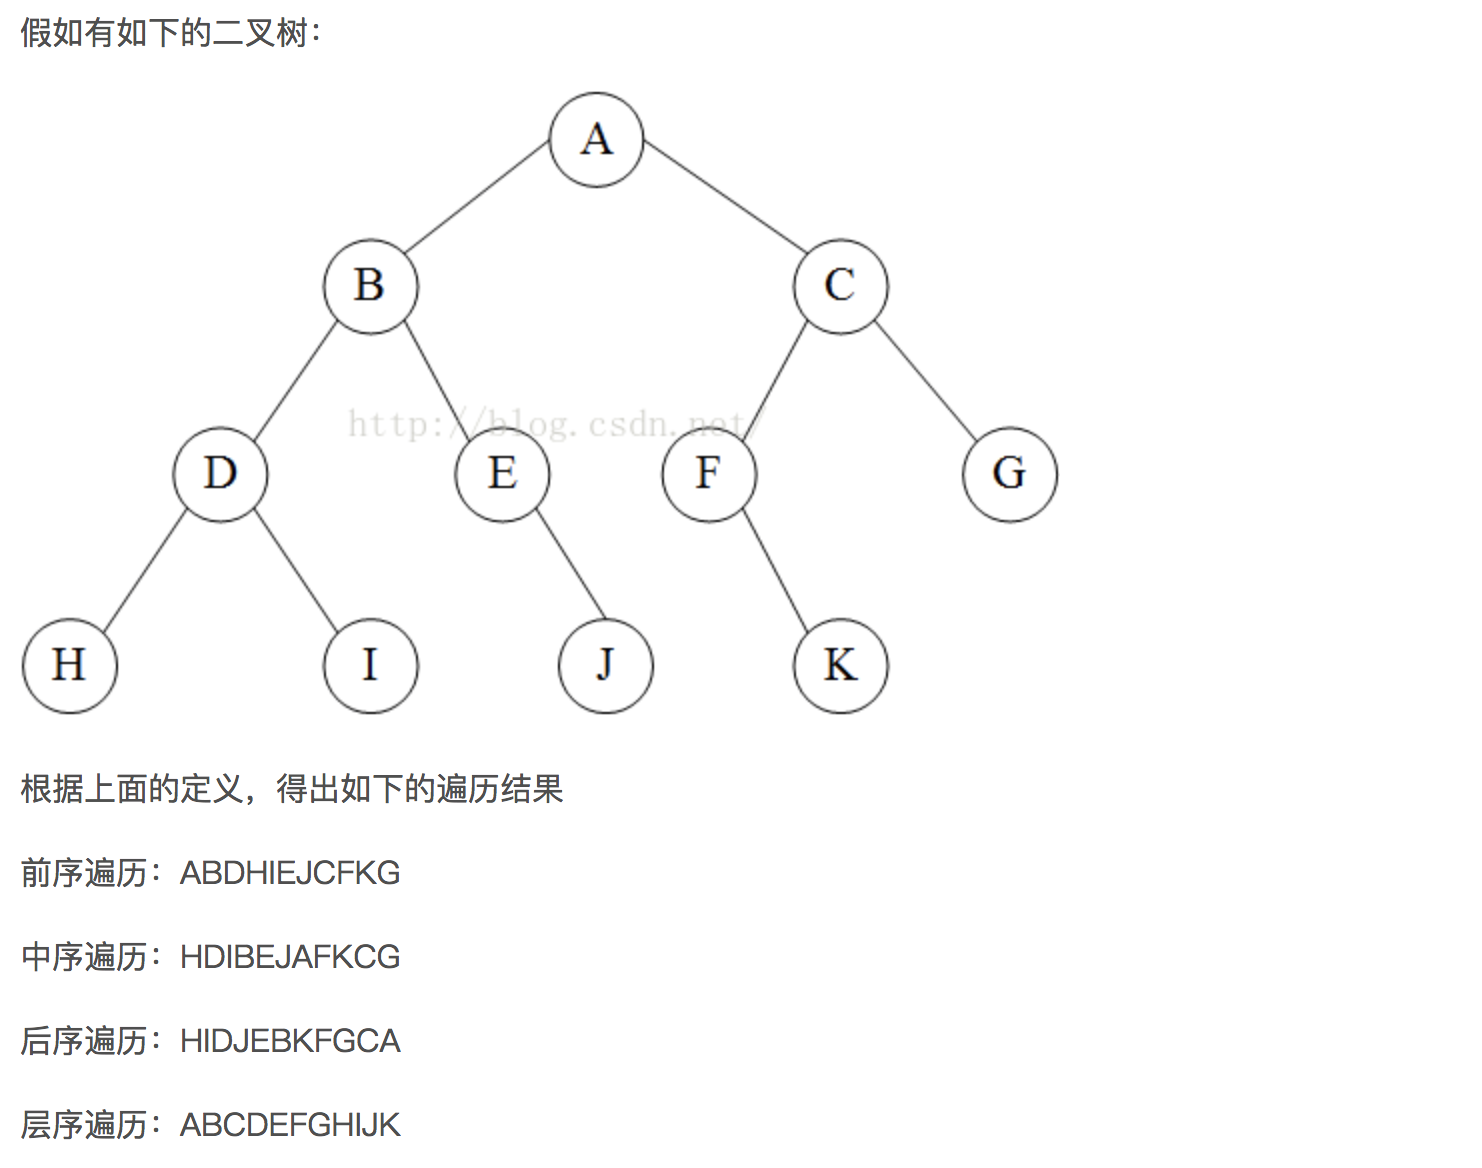 假如有如下的二叉树：
A
B
C
http://blog.csdn.net/
D
E
F
G
H
I
J
K
根据上面的定义，得出如下的遍历结果
前序遍历：ABDHIEJCFKG
中序遍历：HDIBEJAFKCG
后序遍历：HIDJEBKFGCA
层序遍历：ABCDEFGHIJK